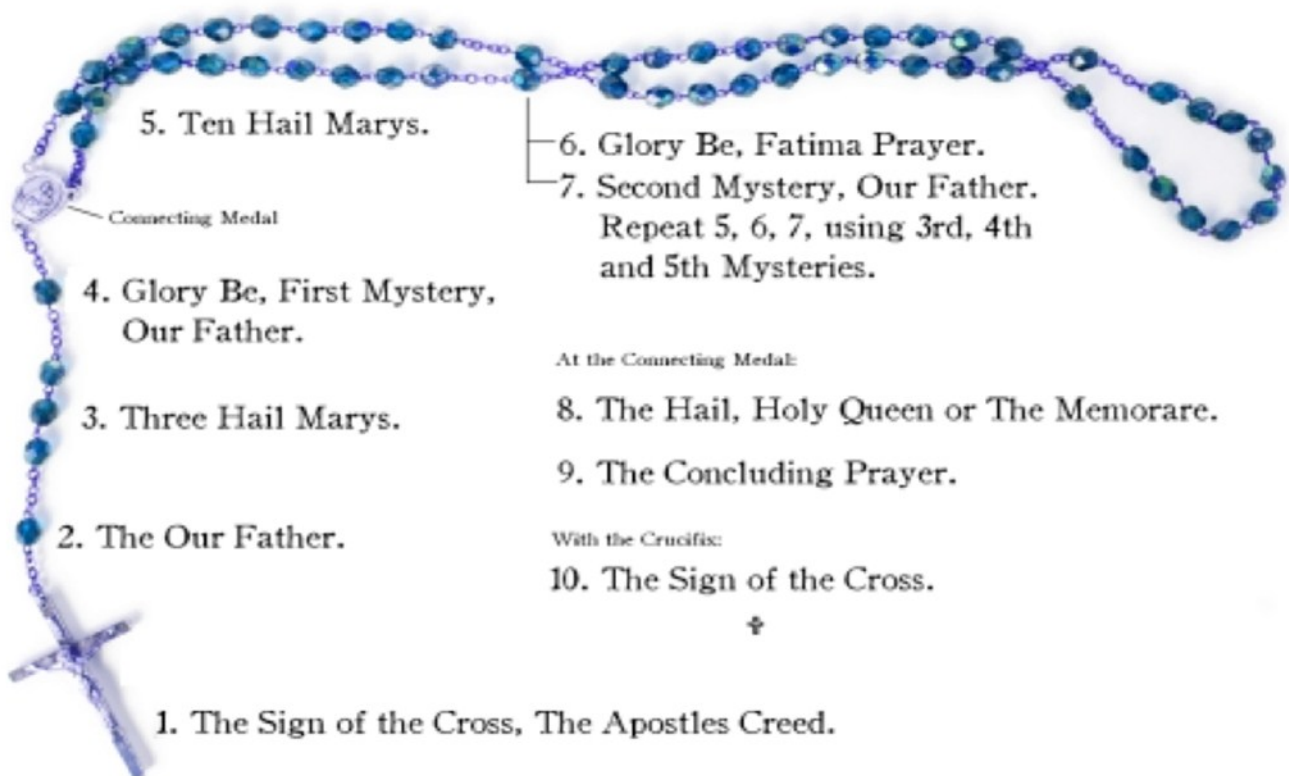 5. Ten Hail Marys.
6. Glory Be, Fatima Prayer.
7. Second Mystery, Our Father.
Repeat 5, 6, 7, using 3rd, 4th
and 5th Mysteries.
Connecting Medal
4. Glory Be, First Mystery,
Our Father.
3. Three Hail Marys.
2. The Our Father.
At the Connecting Medal:
8. The Hail, Holy Queen or The Memorare.
9. The Concluding Prayer.
With the Crucifix:
10. The Sign of the Cross.
1. The Sign of the Cross, The Apostles Creed.